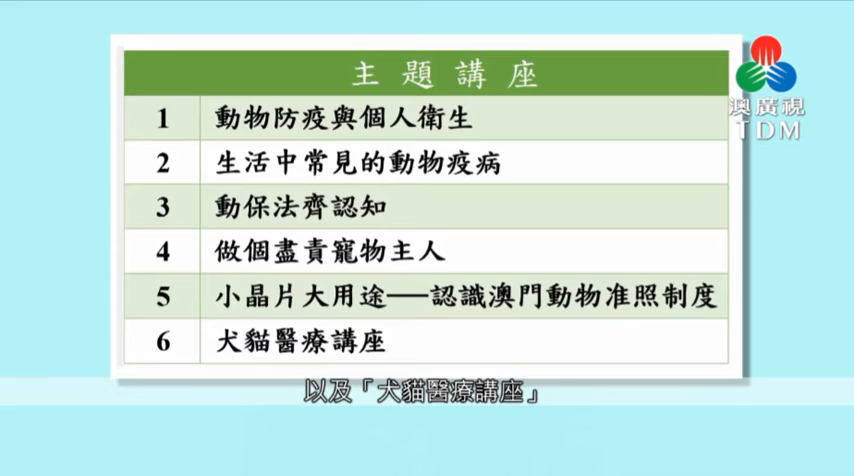 主題講座
澳廣視
TDM
1 動物防疫與個人衛生
2 生活中常見的動物疫病
3 動保法齊認知
4 做個盡責寵物主人
5 小晶片大用途——認識澳門動物准照制度
6 犬貓醫療講座
以及「犬貓醫療講座」